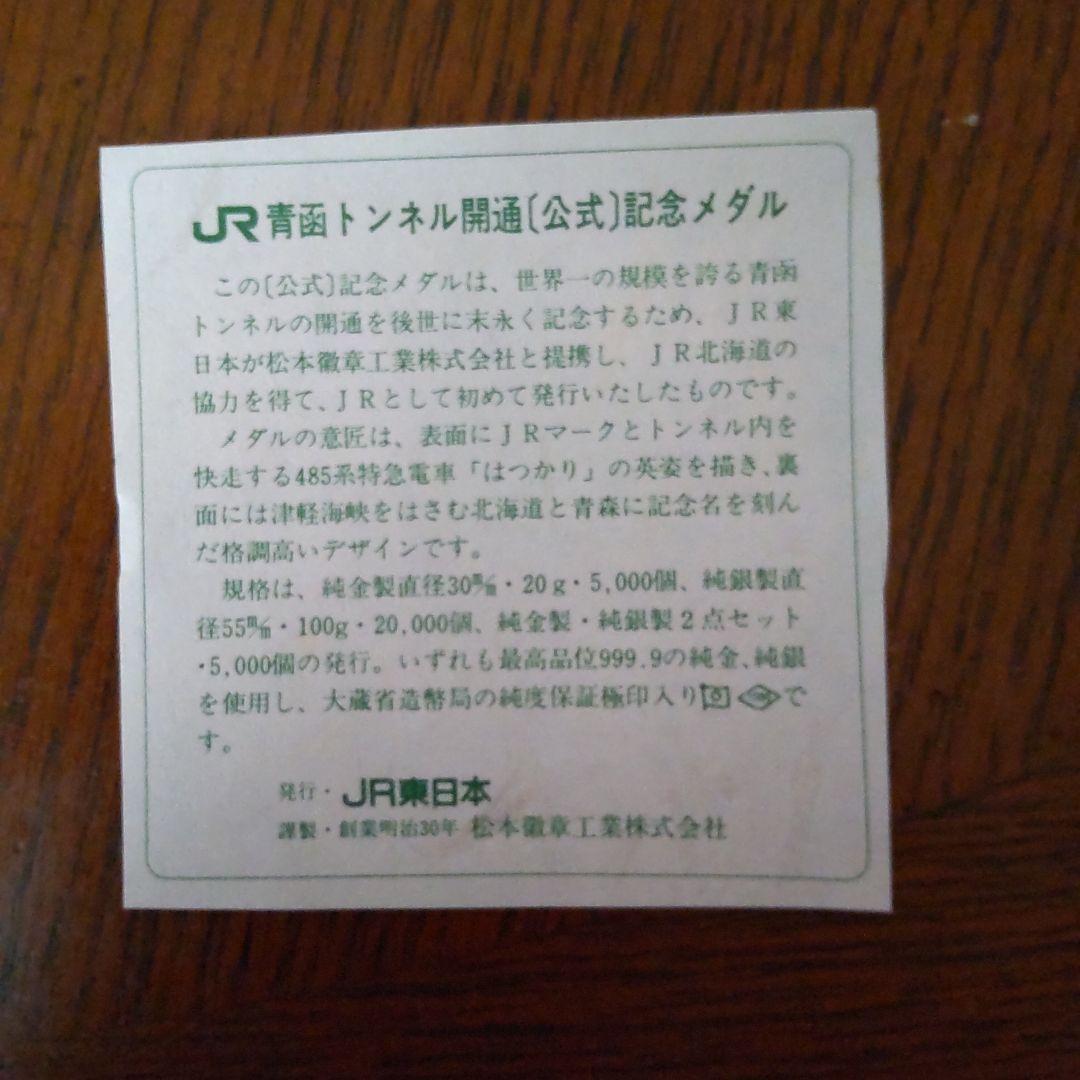 JR青函トンネル開通〔公式〕記念メダル
この〔公式〕記念メダルは、世界一の規模を誇る青函
トンネルの開通を後世に末永く記念するため、ＪＲ東
日本が松本徽章工業株式会社と提携し、ＪＲ北海道の
協力を得て、ＪＲとして初めて発行いたしたものです。
メダルの意匠は、表面にＪＲマークとトンネル内を
快走する485系特急電車「はつかり」の英姿を描き、裏
面には津軽海峡をはさむ北海道と青森に記念名を刻ん
だ格調高いデザインです。
規格は、純金製直径30㎜・20ｇ・5,000個、純銀製直
径55㎜・100g・20,000個、純金製・純銀製２点セット
・5,000個の発行。いずれも最高品位999.9の純金、純銀
を使用し、大蔵省造幣局の純度保証極印入りで
す。
発行・JR東日本
謹製・創業明治30年 松本徽章工業株式会社